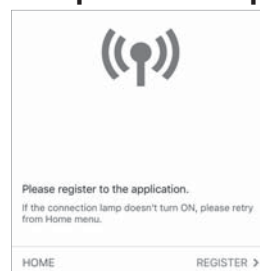 Please register to the application.
If the connection lamp doesn't turn ON, please retry
from Home menu.
HOME REGISTER >